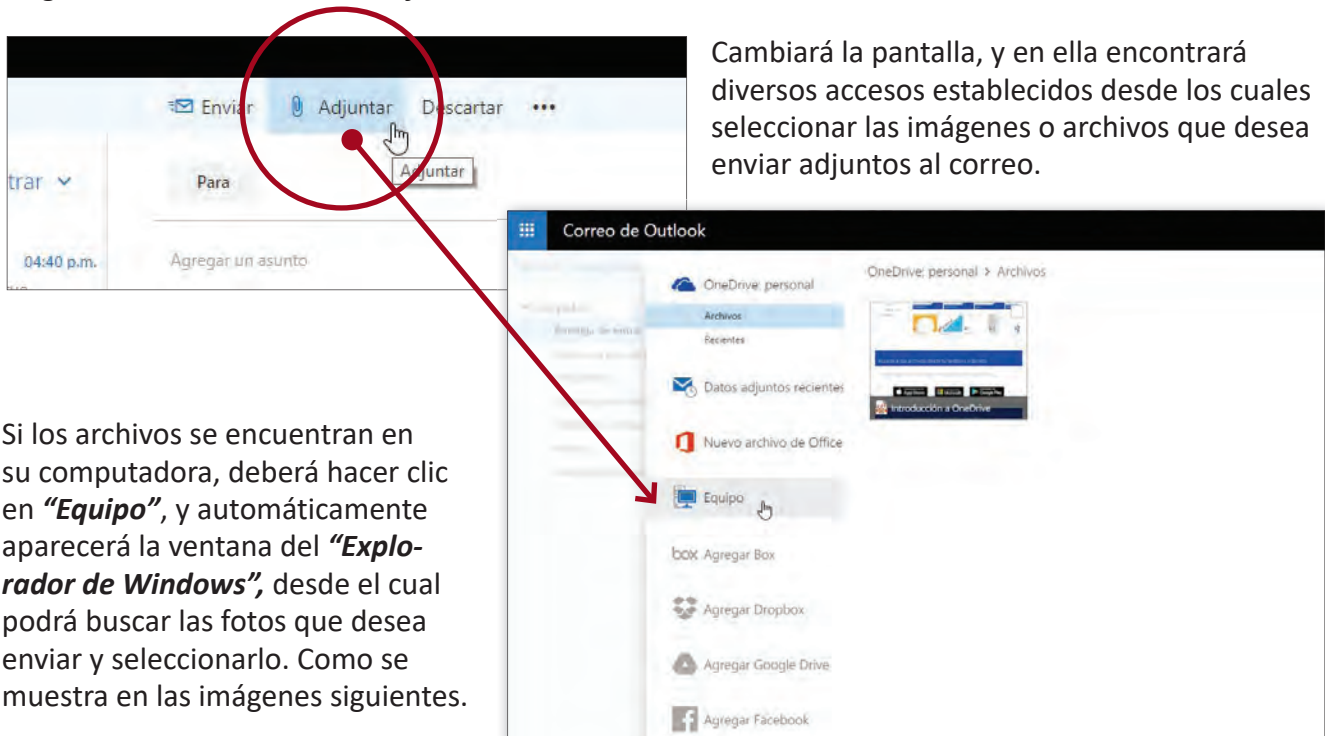 Enviar
Adjuntar
Descartar
•••
Adjuntar
trar
Para
04:40 p.m.
Agregar un asunto
Cambiará la pantalla, y en ella encontrará
diversos accesos establecidos desde los cuales
seleccionar las imágenes o archivos que desea
enviar adjuntos al correo.
Correo de Outlook
OneDrive: personal
Archivos
Recientes
Datos adjuntos recientes
Nuevo archivo de Office
Equipo
box Agregar Box
Agregar Dropbox
Agregar Google Drive
Agregar Facebook
OneDrive: personal > Archivos
Introducción a OneDrive
Si los archivos se encuentran en
su computadora, deberá hacer clic
en “Equipo”, y automáticamente
aparecerá la ventana del “Explo-
rador de Windows”, desde el cual
podrá buscar las fotos que desea
enviar y seleccionarlo. Como se
muestra en las imágenes siguientes.